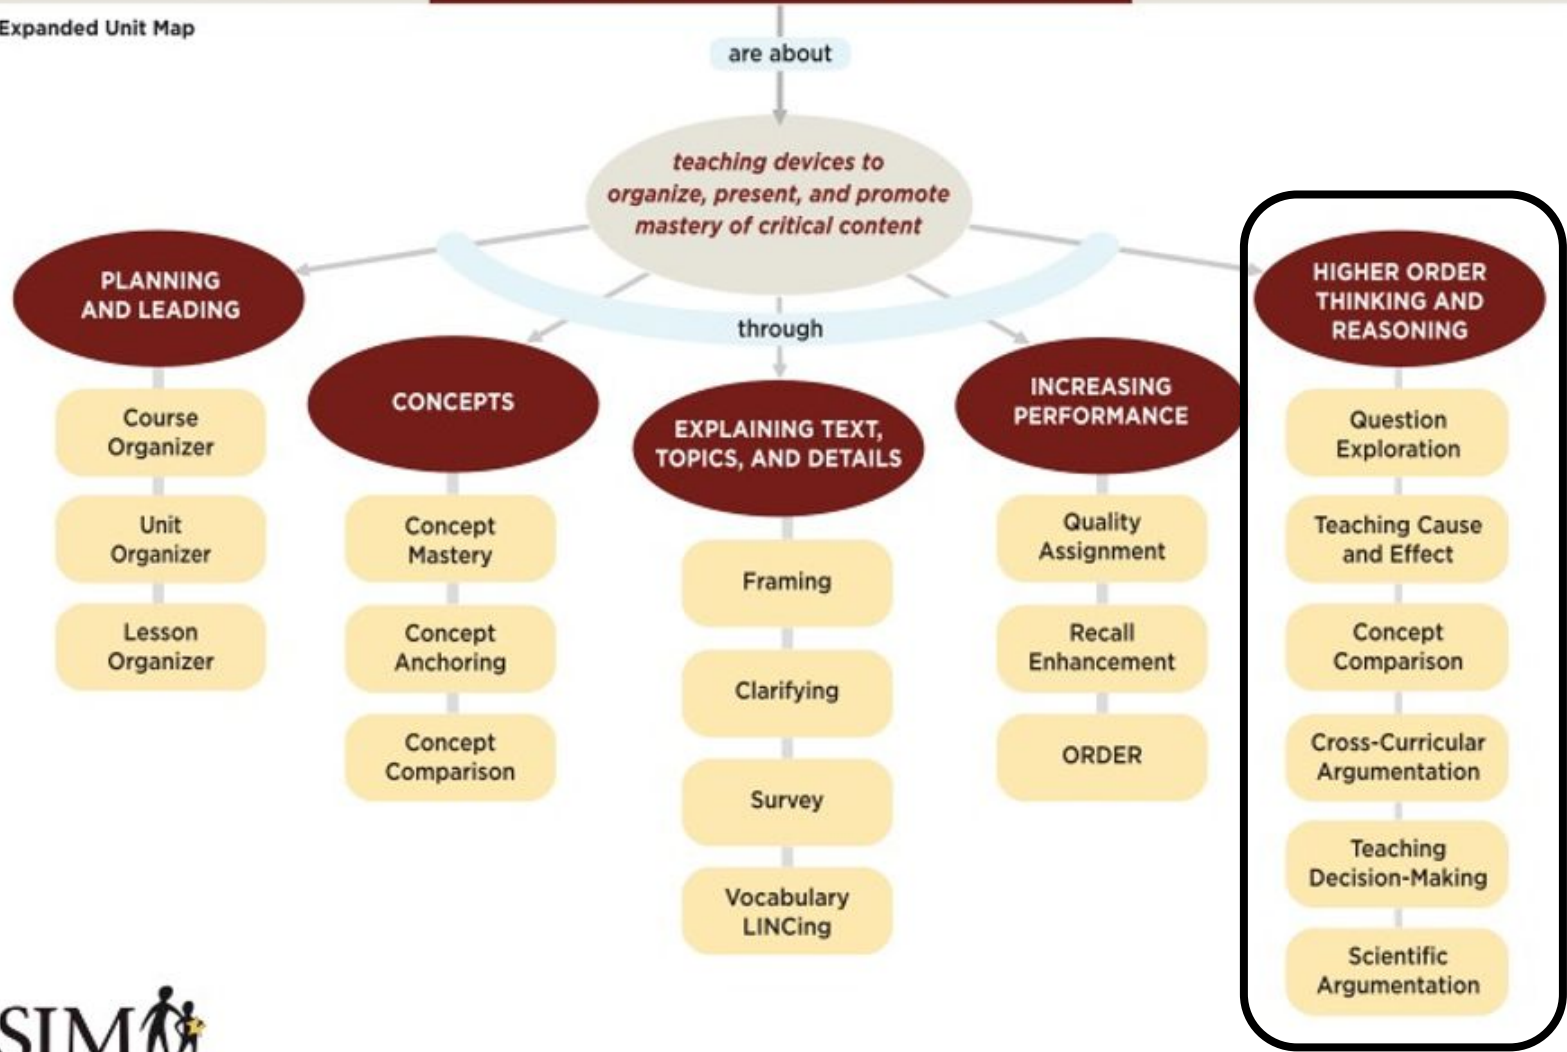 Expanded Unit Map
are about
teaching devices to
organize, present, and promote
mastery of critical content
through
PLANNING
AND LEADING
Course
Organizer
Unit
Organizer
Lesson
Organizer
CONCEPTS
Concept
Mastery
Concept
Anchoring
Concept
Comparison
EXPLAINING TEXT,
TOPICS, AND DETAILS
Framing
Clarifying
Survey
Vocabulary
LINCing
INCREASING
PERFORMANCE
Quality
Assignment
Recall
Enhancement
ORDER
HIGHER ORDER
THINKING AND
REASONING
Question
Exploration
Teaching Cause
and Effect
Concept
Comparison
Cross-Curricular
Argumentation
Teaching
Decision-Making
Scientific
Argumentation
SIM